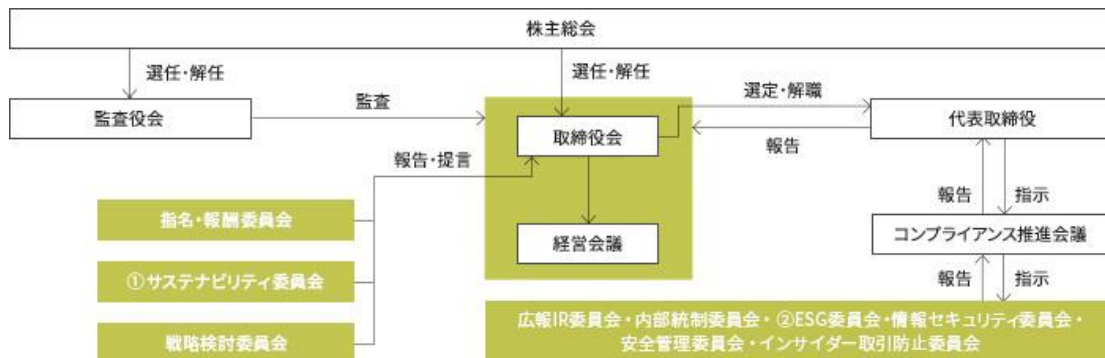 株主総会
選任・解任
選任・解任
監査役会
監査
取締役会
選定・解職
報告
代表取締役
報告・提言
報告
指示
指名・報酬委員会
経営会議
コンプライアンス推進会議
①サステナビリティ委員会
報告
指示
戦略検討委員会
広報IR委員会・内部統制委員会・②ESG委員会・情報セキュリティ委員会・
安全管理委員会・インサイダー取引防止委員会